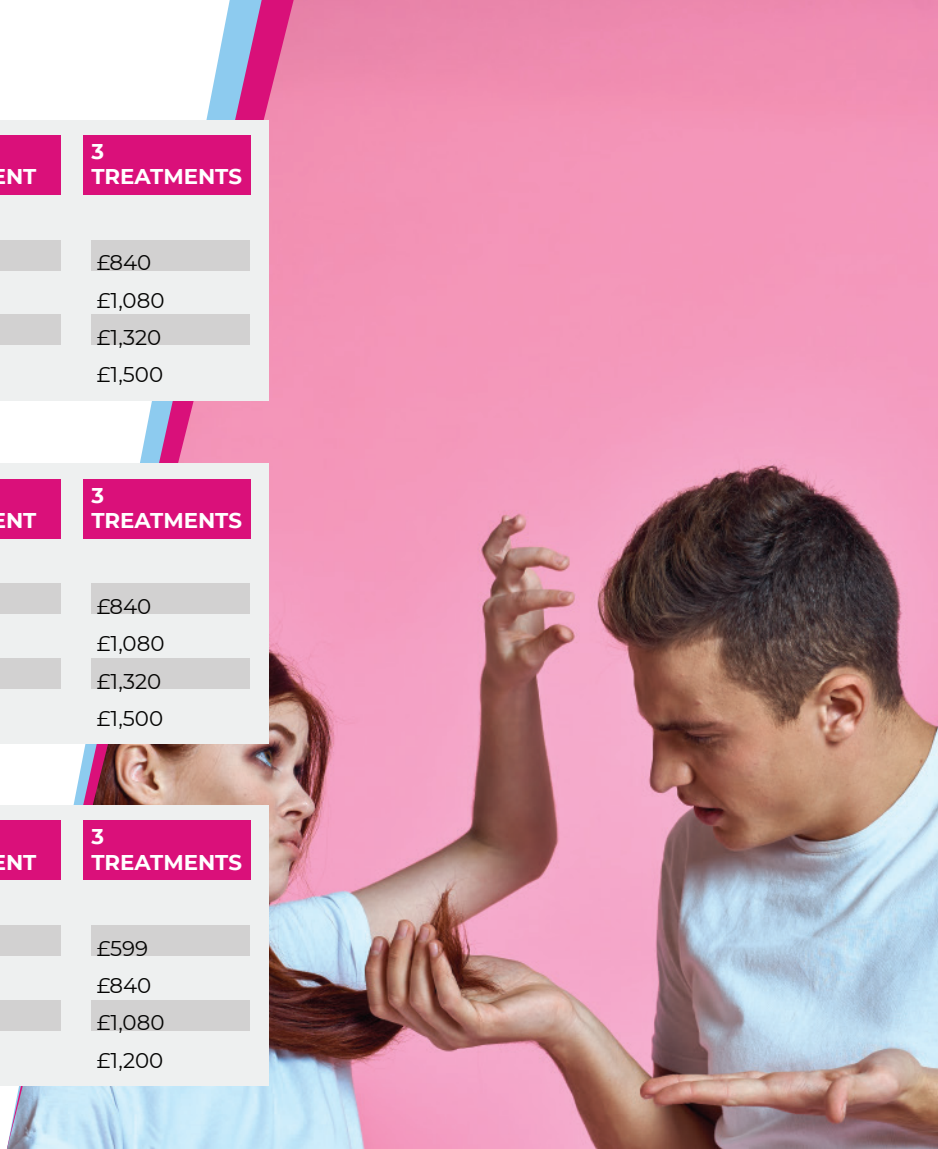 ENT
3
TREATMENTS
£840
£1,080
£1,320
£1,500
ENT
3
TREATMENTS
£840
£1,080
£1,320
£1,500
ENT
3
TREATMENTS
£599
£840
£1,080
£1,200